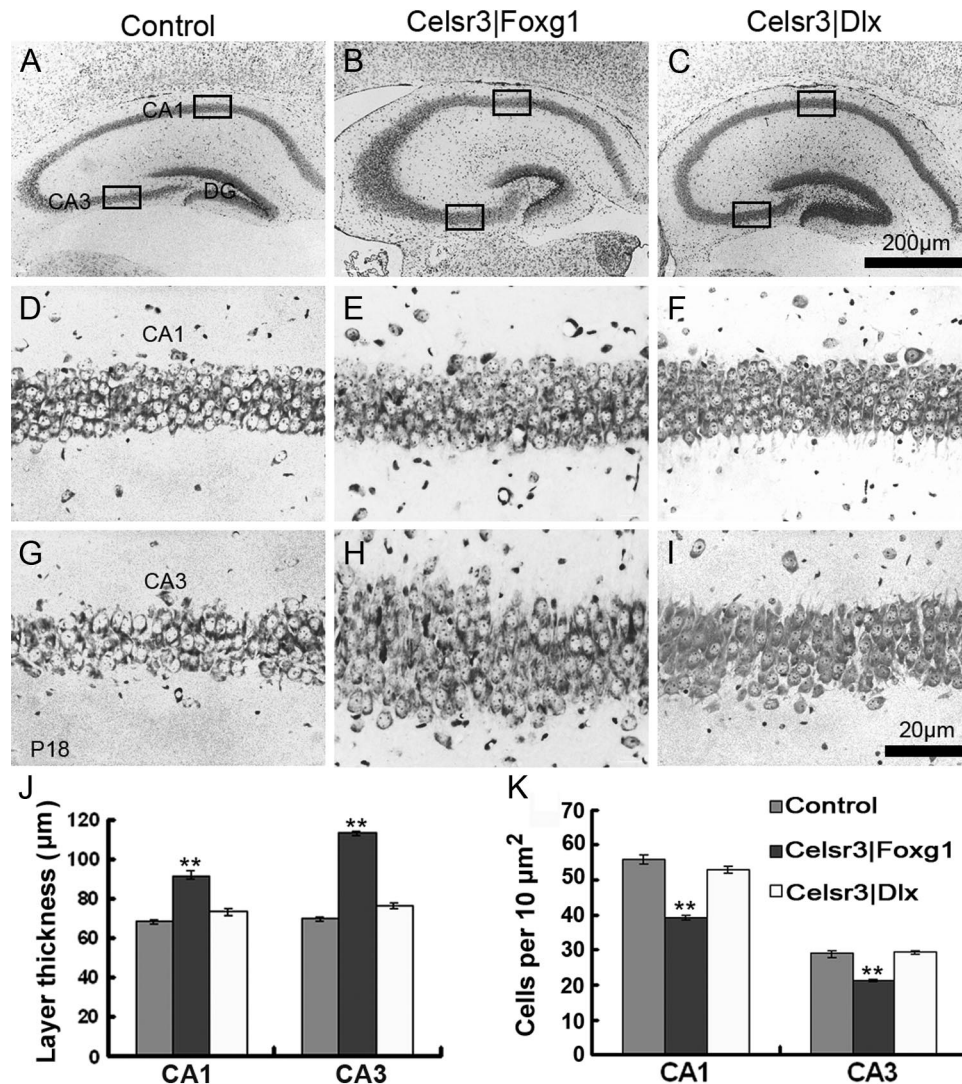 Control Celsr3|Foxg1 Celsr3|Dlx
A B C
CA1
CA3 DG
200μm
D E F
CA1
G H I
CA3
P18 20μm
J K
Layer thickness (μm)
120
100
80
60
40
20
0
** **
CA1 CA3
Cells per 10 μm²
70
60
50
40
30
20
10
0
** **
Control
Celsr3|Foxg1
Celsr3|Dlx
CA1 CA3